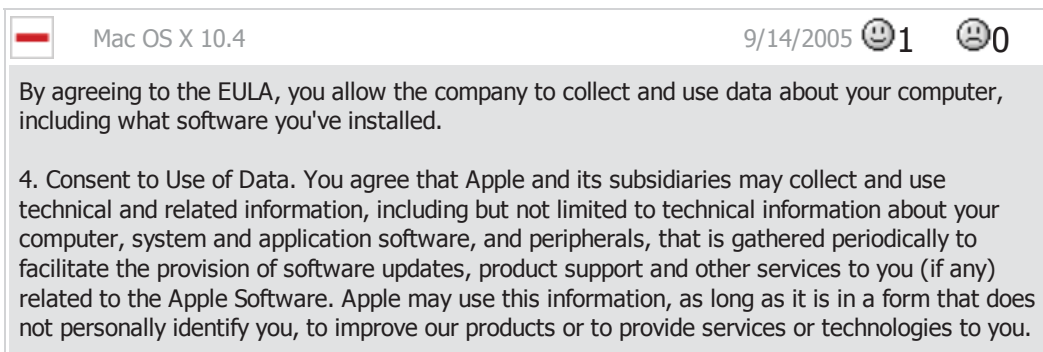 Mac OS X 10.4 9/14/2005 1 0
By agreeing to the EULA, you allow the company to collect and use data about your computer,
including what software you've installed.
4. Consent to Use of Data. You agree that Apple and its subsidiaries may collect and use
technical and related information, including but not limited to technical information about your
computer, system and application software, and peripherals, that is gathered periodically to
facilitate the provision of software updates, product support and other services to you (if any)
related to the Apple Software. Apple may use this information, as long as it is in a form that does
not personally identify you, to improve our products or to provide services or technologies to you.